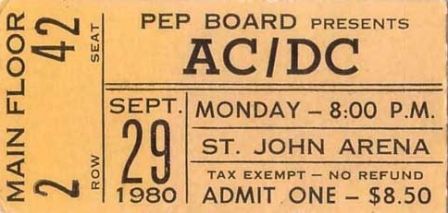 MAIN FLOOR
2 42
ROW SEAT
PEP BOARD PRESENTS
AC/DC
SEPT. 29 1980
MONDAY – 8:00 P.M.
ST. JOHN ARENA
TAX EXEMPT – NO REFUND
ADMIT ONE – $8.50